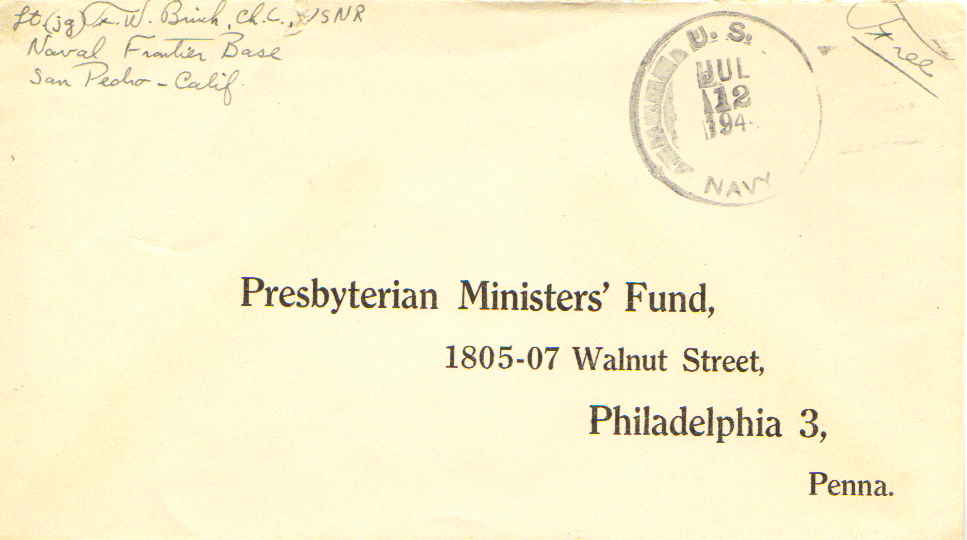 Lt (jg) W. Ch.C., USNR
Naval Frontier Base
San Pedro - Calif.
U. S.
JUL
12
194
NAVY
Free
Presbyterian Ministers' Fund,
1805-07 Walnut Street,
Philadelphia 3,
Penna.